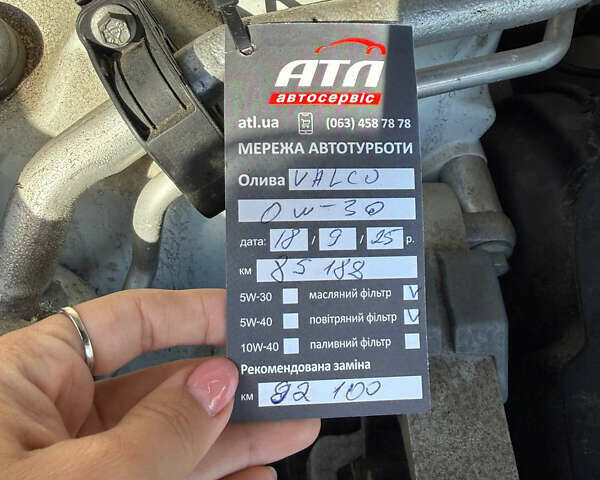 АТЛ
автосервіс
atl.ua (063) 458 78 78
МЕРЕЖА АВТОТУРБОТИ
Олива VALCO
0w-30
дата: 18 / 9 / 25 р.
км 85 188
5W-30 масляний фільтр V
5W-40 повітряний фільтр V
10W-40 паливний фільтр
Рекомендована заміна
км 92 100